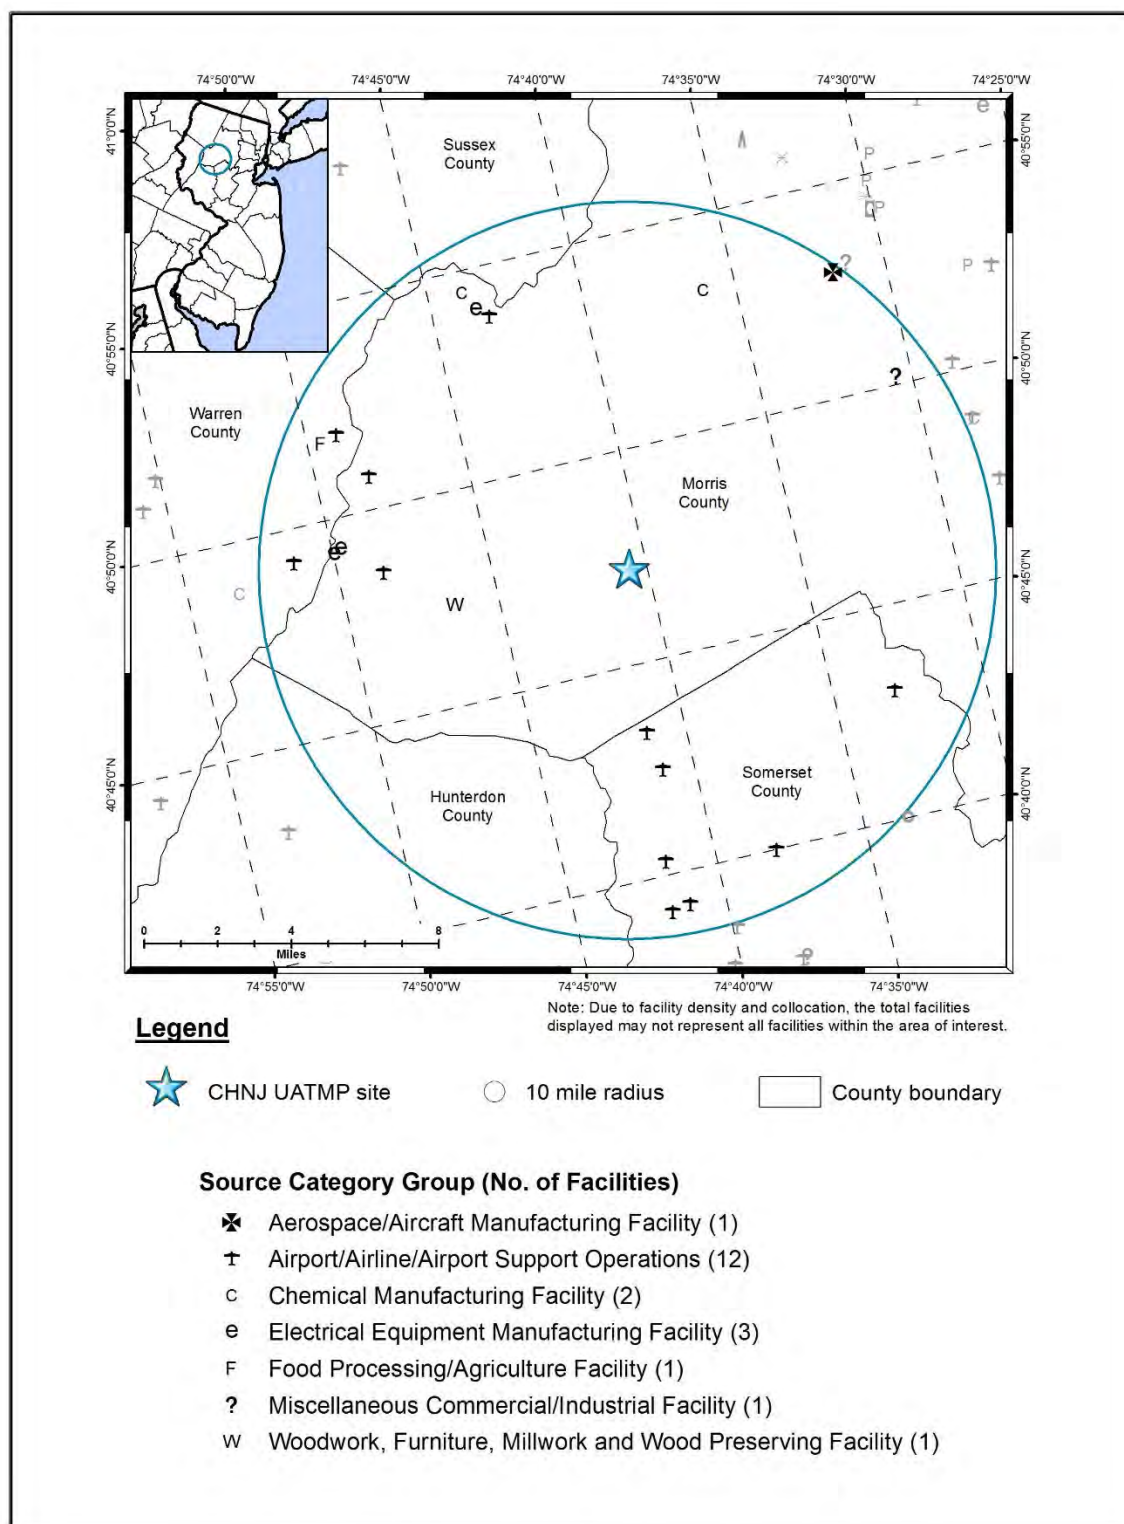 74°50'0"W 74°45'0"W 74°40'0"W 74°35'0"W 74°30'0"W 74°25'0"W
41°0'0"N
40°55'0"N
40°50'0"N
40°45'0"N
40°55'0"N
40°50'0"N
40°45'0"N
40°40'0"N
Sussex
County
P
P
P
P
e
?
C
C
e
?
Warren
County
F
Morris
County
e
e
C
W
Hunterdon
County
Somerset
County
e
e
0 2 4 8
Miles
74°55'0"W 74°50'0"W 74°45'0"W 74°40'0"W 74°35'0"W
Note: Due to facility density and collocation, the total facilities
displayed may not represent all facilities within the area of interest.
Legend
CHNJ UATMP site 10 mile radius County boundary
Source Category Group (No. of Facilities)
Aerospace/Aircraft Manufacturing Facility (1)
Airport/Airline/Airport Support Operations (12)
C Chemical Manufacturing Facility (2)
e Electrical Equipment Manufacturing Facility (3)
F Food Processing/Agriculture Facility (1)
? Miscellaneous Commercial/Industrial Facility (1)
W Woodwork, Furniture, Millwork and Wood Preserving Facility (1)